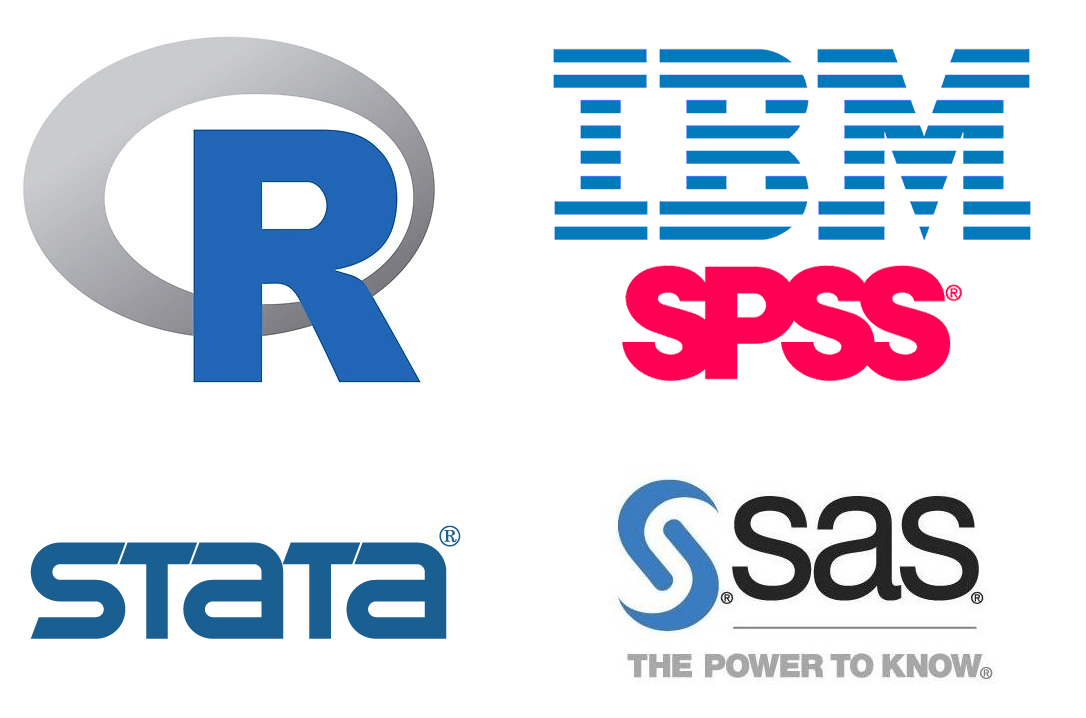 R
IBM
SPSS®
STATA®
S®sas®
THE POWER TO KNOW®